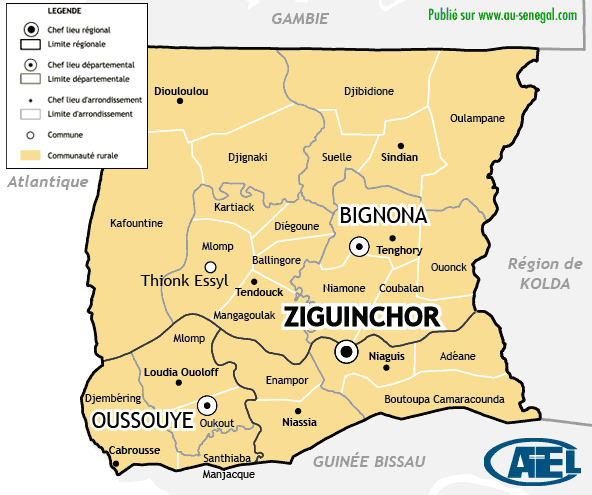 GAMBIE
Publié sur www.au-senegal.com
LEGENDE
Chef lieu régional
Limite régionale
Chef lieu départemental
Limite départementale
Chef lieu d'arrondissement
Limite d'arrondissement
Commune
Communauté rurale
Atlantique
Diouloulou
Djibidione
Oulampane
Djignaki
Suelle
Sindian
Kafountine
Kartiack
Diégoune
BIGNONA
Mlomp
Tenghory
Ballingore
Thionk Essyl
Ouonck
Région de
KOLDA
Tendouck
Niamone
Coubalan
Mangagoulak
ZIGUINCHOR
Mlomp
Niaguis
Adéane
Loudia Ouoloff
Enampor
Djembéring
Boutoupa Camaracounda
OUSSOUYE
Oukout
Niassia
Cabrousse
Santhiaba
Manjacque
GUINÉE BISSAU
AEL